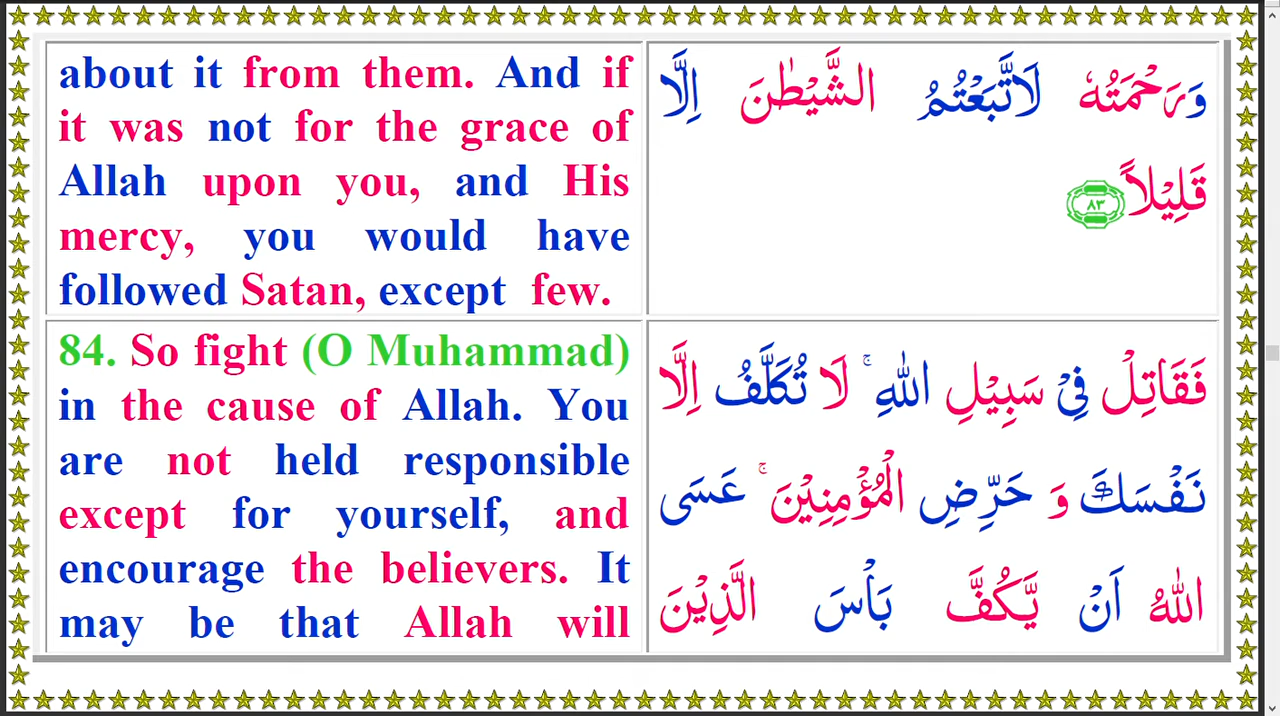 about it from them. And if
it was not for the grace of
Allah upon you, and His
mercy, you would have
followed Satan, except few.
وَرَحْمَتُهٗ لَاتَّبَعْتُمُ الشَّيْطٰنَ اِلَّا
قَلِيْلًا ٨٣
84. So fight (O Muhammad)
in the cause of Allah. You
are not held responsible
except for yourself, and
encourage the believers. It
may be that Allah will
فَقَاتِلْ فِىْ سَبِيْلِ اللّٰهِ ۚ لَا تُكَلَّفُ اِلَّا
نَفْسَكَ وَ حَرِّضِ الْمُؤْمِنِيْنَ ۚ عَسَى
اللّٰهُ اَنْ يَّكُفَّ بَاْسَ الَّذِيْنَ